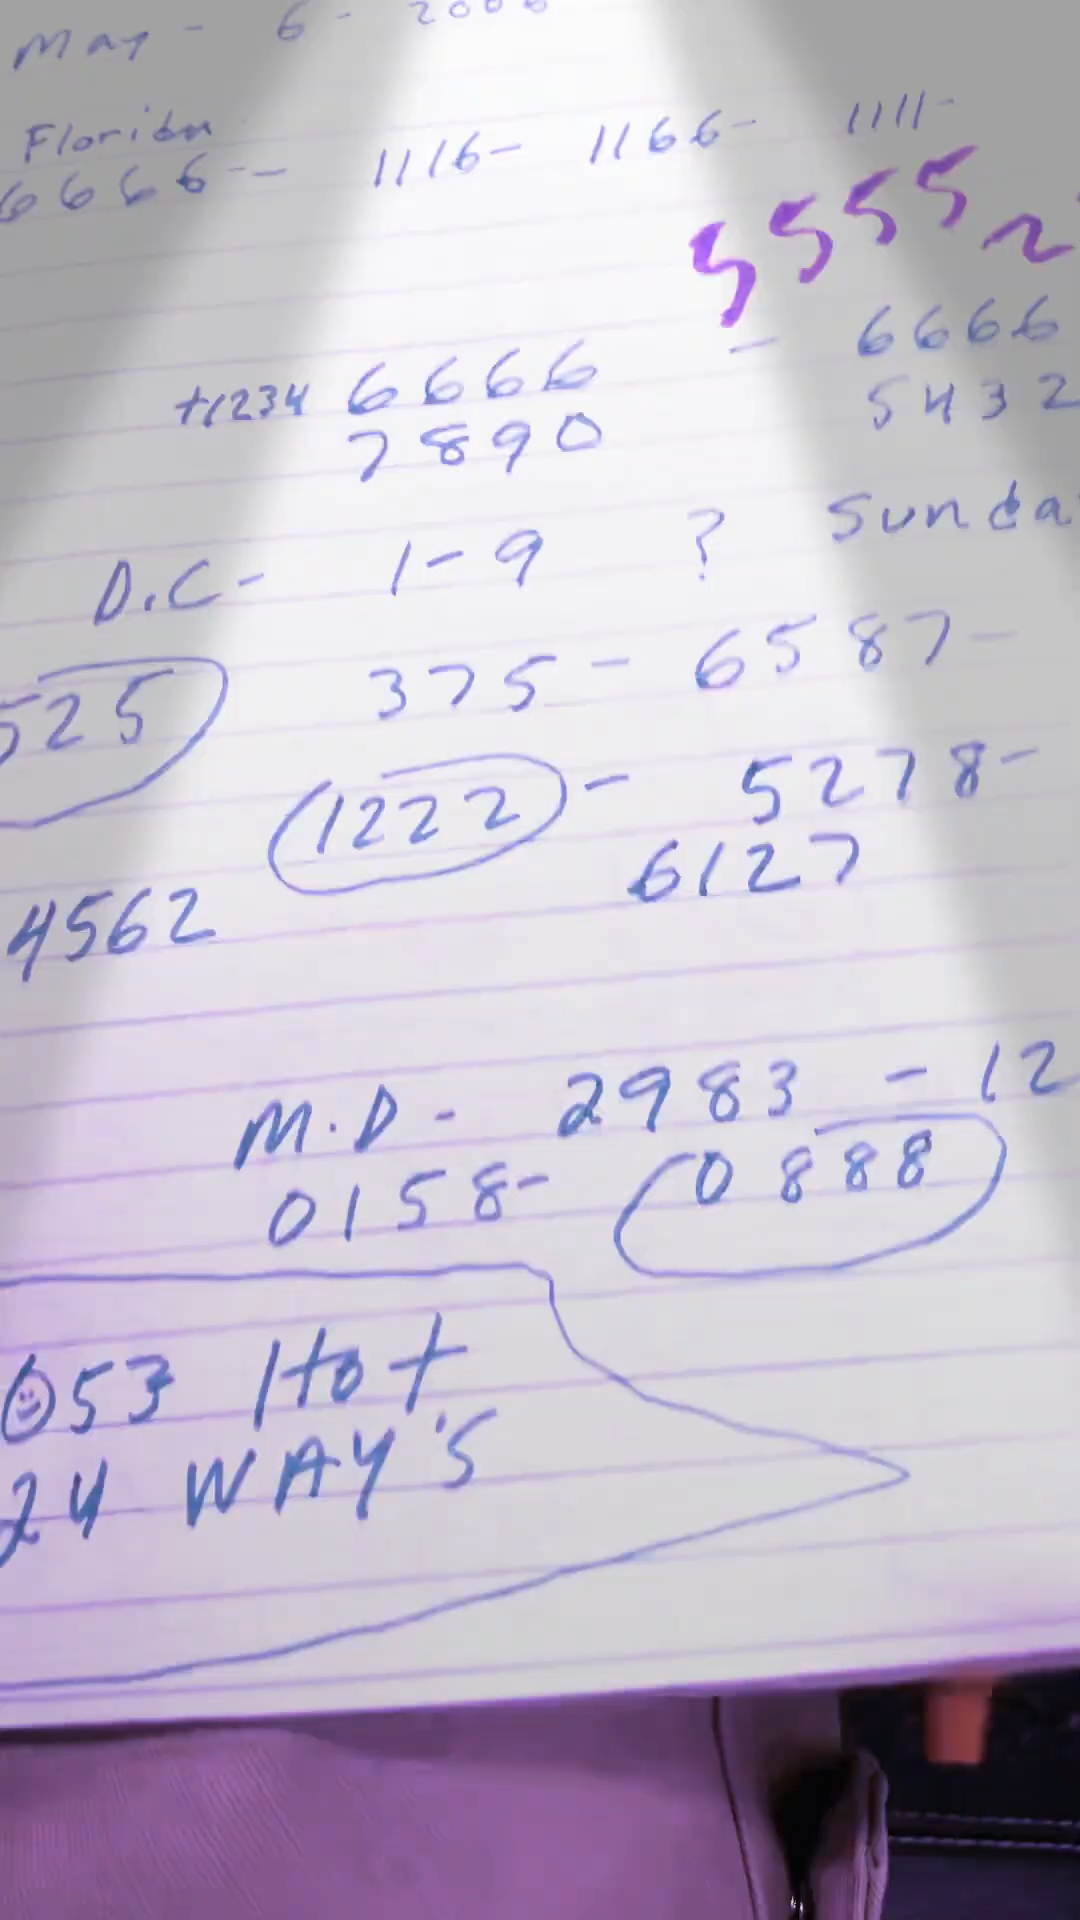 May - 6 - 2006
Florida
6666-- 1116- 1166- 1111-
5555
+1234 6666 - 6666
7890 5432
D.C- 1-9 ? Sunda
525 375 - 6587-
1222 - 5278-
4562 6127
M.D - 2983 - 12
0158- 0888
053 Hot
24 WAY'S